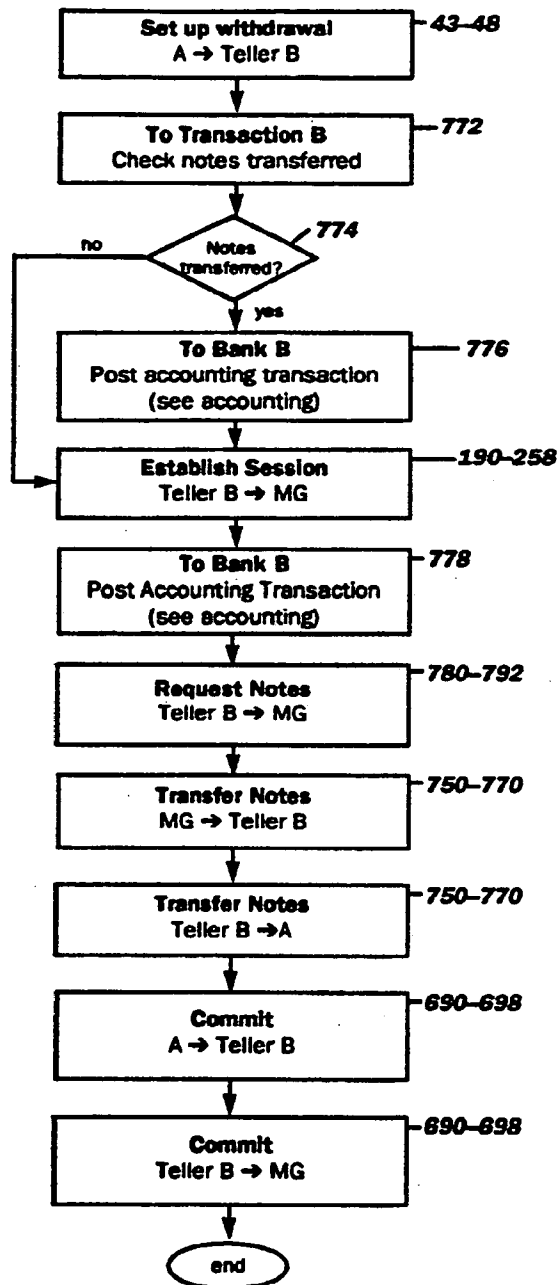 Set up withdrawal
A → Teller B
43-48
To Transaction B
Check notes transferred
772
Notes
transferred?
774
no
yes
To Bank B
Post accounting transaction
(see accounting)
776
Establish Session
Teller B → MG
190-258
To Bank B
Post Accounting Transaction
(see accounting)
778
Request Notes
Teller B → MG
780-792
Transfer Notes
MG → Teller B
750-770
Transfer Notes
Teller B →A
750-770
Commit
A → Teller B
690-698
Commit
Teller B → MG
690-698
end